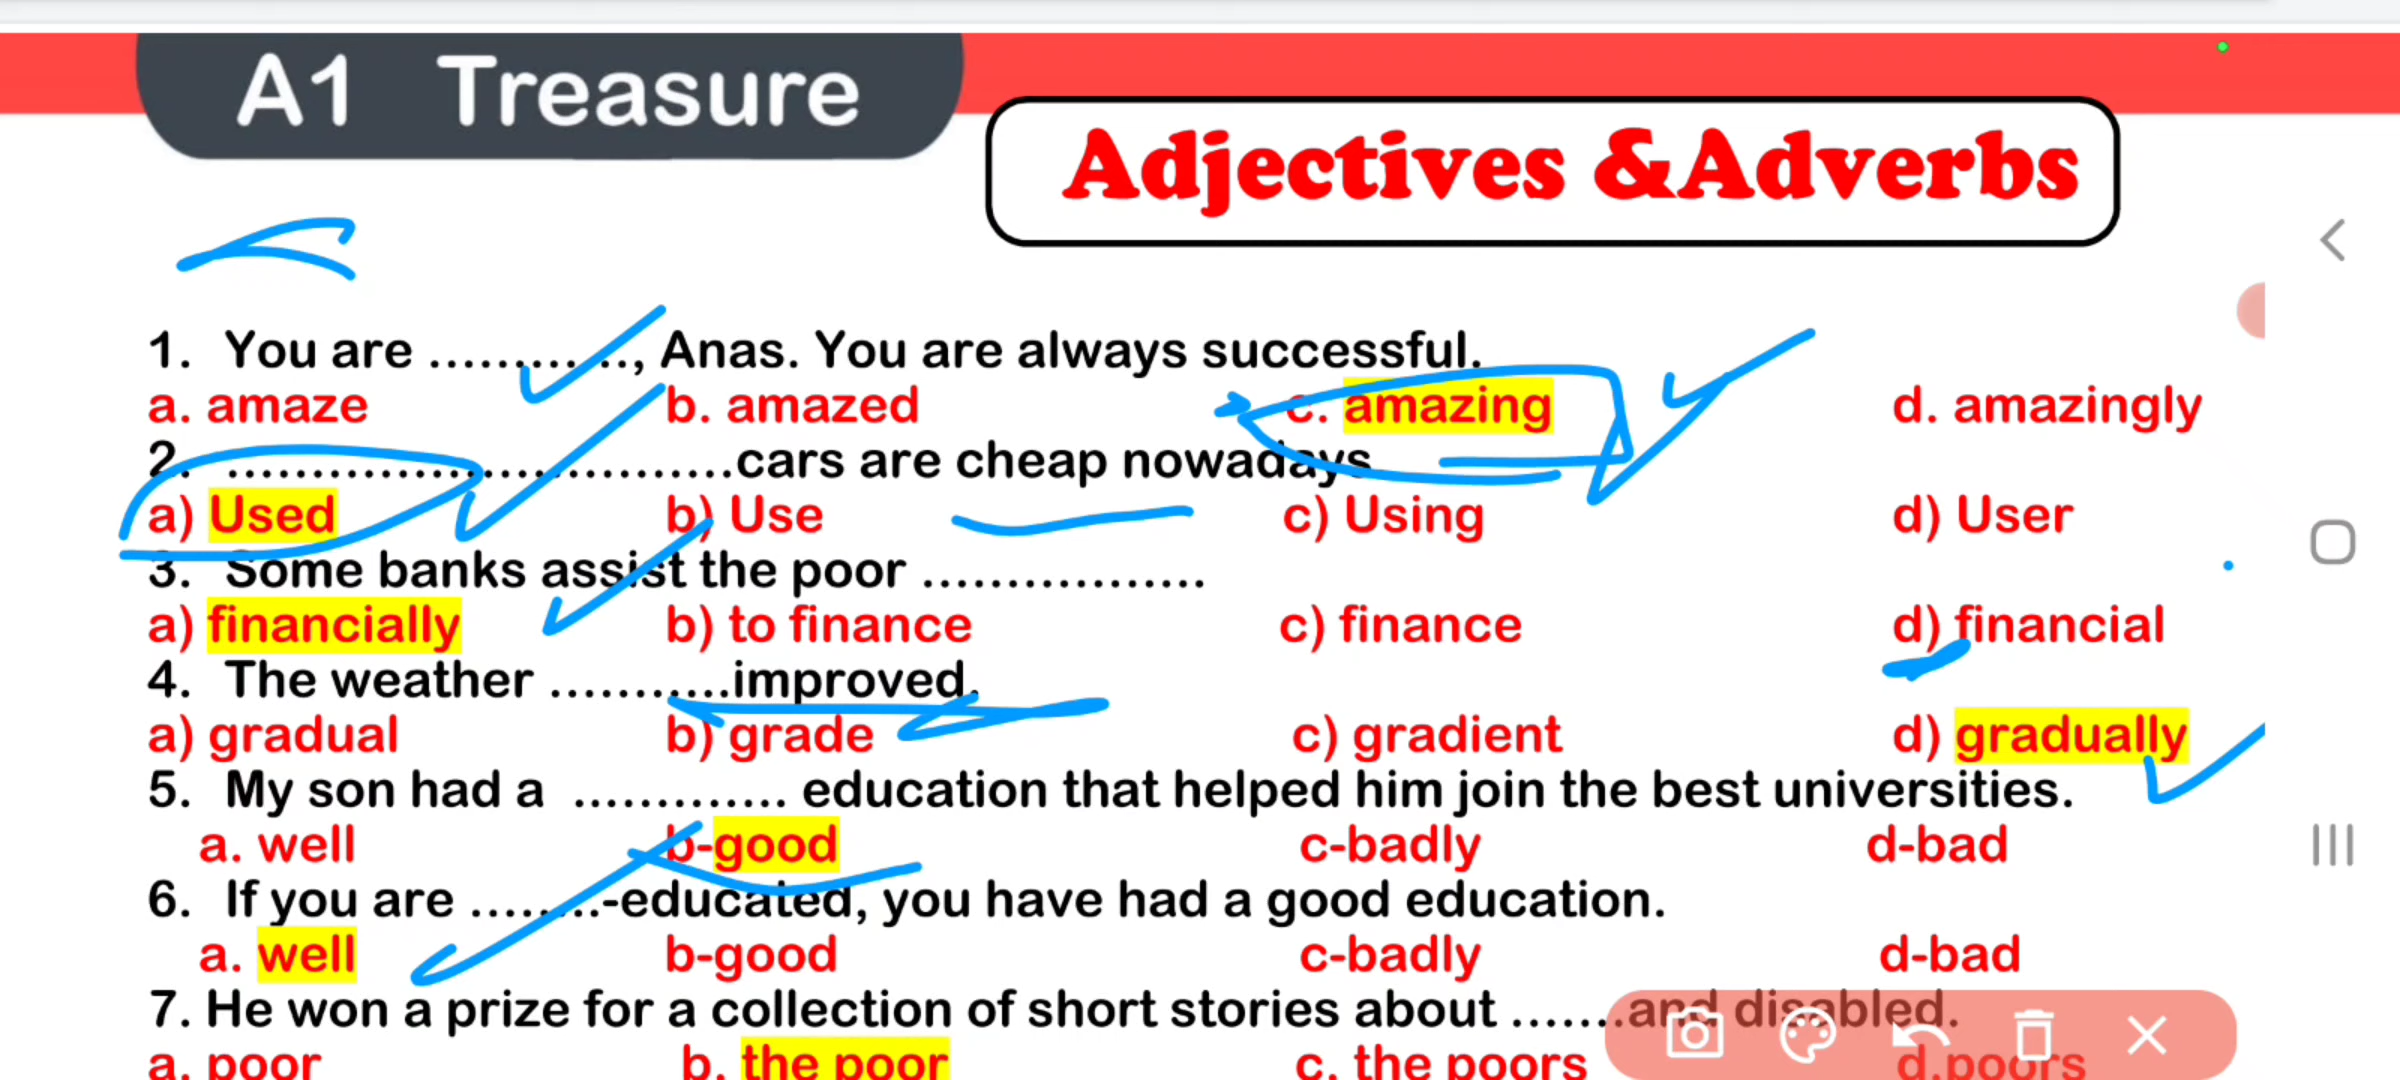 A1 Treasure
Adjectives &Adverbs
1. You are ............, Anas. You are always successful.
a. amaze b. amazed c. amazing d. amazingly
2. ..............................cars are cheap nowadays
a) Used b) Use c) Using d) User
3. Some banks assist the poor .................
a) financially b) to finance c) finance d) financial
4. The weather ...........improved.
a) gradual b) grade c) gradient d) gradually
5. My son had a ............. education that helped him join the best universities.
a. well b-good c-badly d-bad
6. If you are ........-educated, you have had a good education.
a. well b-good c-badly d-bad
7. He won a prize for a collection of short stories about .......and disabled.
a. poor b. the poor c. the poors d.poors